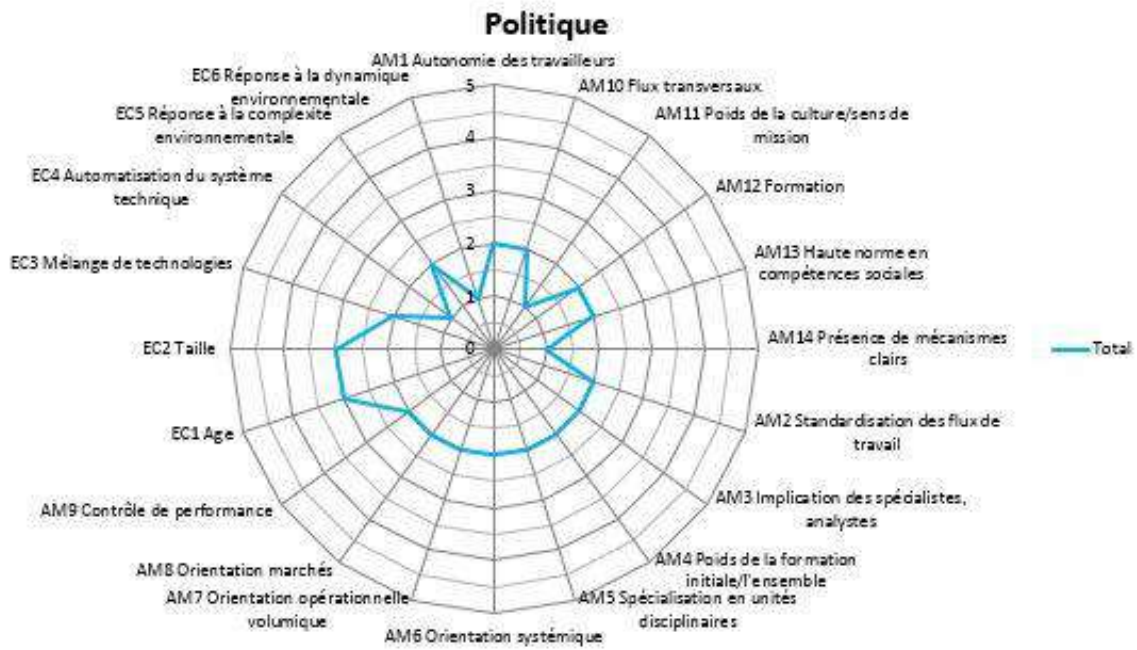 Politique
AM1 Autonomie des travailleurs
AM10 Flux transversaux
AM11 Poids de la culture/sens de
mission
AM12 Formation
AM13 Haute norme en
compétences sociales
AM14 Présence de mécanismes
clairs
AM2 Standardisation des flux de
travail
AM3 Implication des spécialistes,
analystes
AM4 Poids de la formation
initiale/l'ensemble
AM5 Spécialisation en unités
disciplinaires
AM6 Orientation systémique
AM7 Orientation opérationnelle
volumique
AM8 Orientation marchés
AM9 Contrôle de performance
EC1 Age
EC2 Taille
EC3 Mélange de technologies
EC4 Automatisation du système
technique
EC5 Réponse à la complexité
environnementale
EC6 Réponse à la dynamique
environnementale
5
4
3
2
1
0
Total